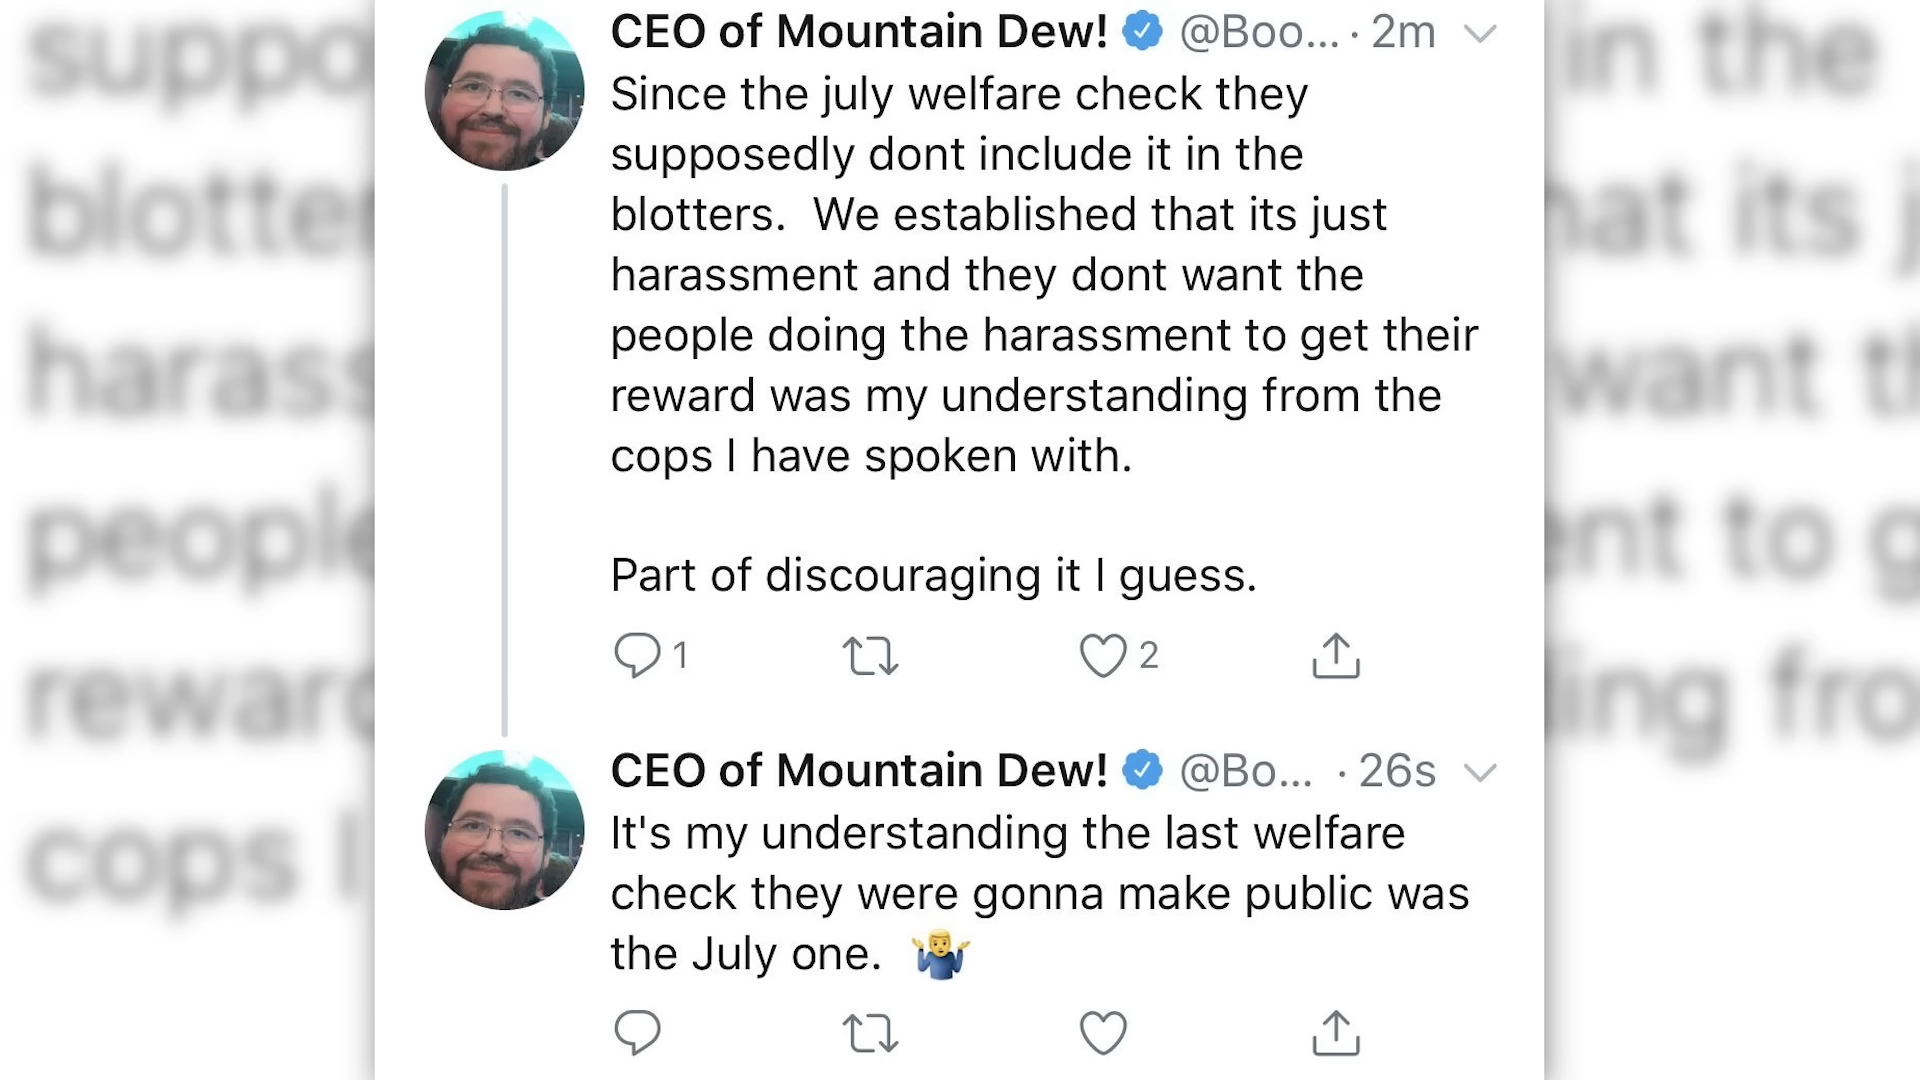 CEO of Mountain Dew! @Boo... · 2m
Since the july welfare check they
supposedly dont include it in the
blotters.  We established that its just
harassment and they dont want the
people doing the harassment to get their
reward was my understanding from the
cops I have spoken with.
Part of discouraging it I guess.
1 2
CEO of Mountain Dew! @Bo... · 26s
It's my understanding the last welfare
check they were gonna make public was
the July one. 🤷‍♂️